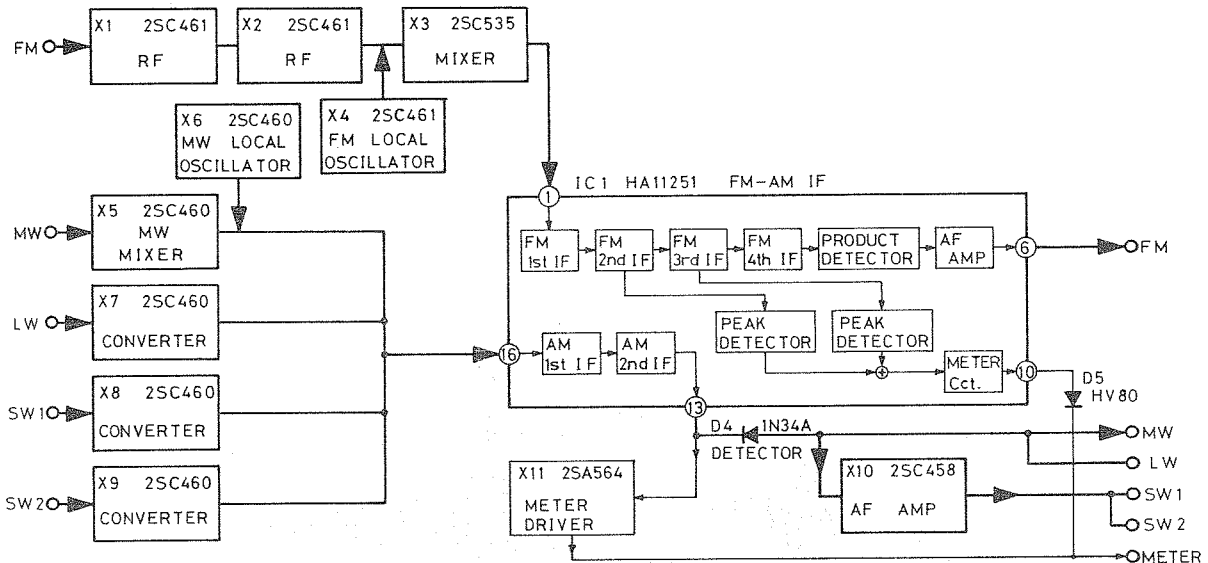 FM
X1 2SC461
RF
X2 2SC461
RF
X3 2SC535
MIXER
X6 2SC460
MW LOCAL
OSCILLATOR
X4 2SC461
FM LOCAL
OSCILLATOR
IC1 HA11251 FM-AM IF
1
MW
X5 2SC460
MW
MIXER
FM
1st IF
FM
2nd IF
FM
3rd IF
FM
4th IF
PRODUCT
DETECTOR
AF
AMP
6
FM
LW
X7 2SC460
CONVERTER
PEAK
DETECTOR
PEAK
DETECTOR
16
AM
1st IF
AM
2nd IF
METER
Cct.
10
D5
HV80
SW1
X8 2SC460
CONVERTER
13
D4 1N34A
DETECTOR
MW
LW
SW2
X9 2SC460
CONVERTER
X11 2SA564
METER
DRIVER
X10 2SC458
AF AMP
SW1
SW2
METER